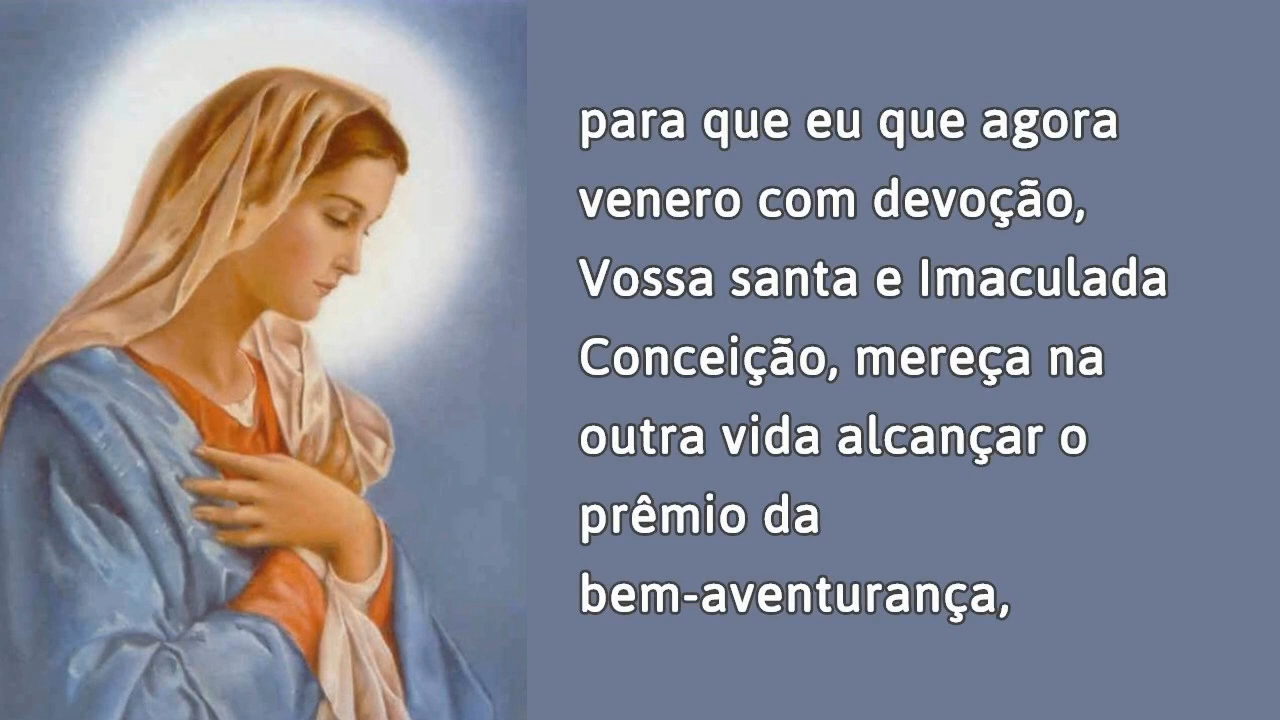 para que eu que agora
venero com devoção,
Vossa santa e Imaculada
Conceição, mereça na
outra vida alcançar o
prêmio da
bem-aventurança,